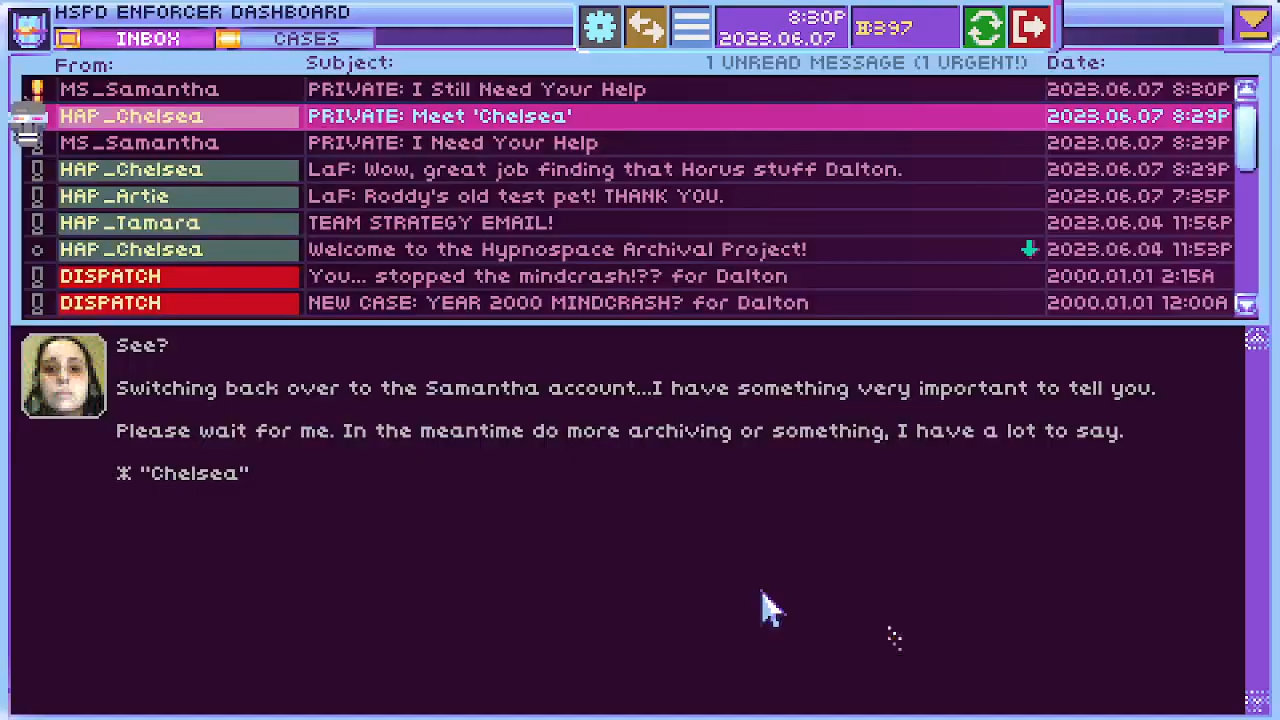 HSPD ENFORCER DASHBOARD
INBOX CASES
8:30P
2023.06.07
397
From: Subject: 1 UNREAD MESSAGE (1 URGENT!) Date:
MS_Samantha PRIVATE: I Still Need Your Help 2023.06.07 8:30P
HAP_Chelsea PRIVATE: Meet 'Chelsea' 2023.06.07 8:29P
MS_Samantha PRIVATE: I Need Your Help 2023.06.07 8:29P
HAP_Chelsea LaF: Wow, great job finding that Horus stuff Dalton. 2023.06.07 8:29P
HAP_Artie LaF: Roddy's old test pet! THANK YOU. 2023.06.07 7:35P
HAP_Tamara TEAM STRATEGY EMAIL! 2023.06.04 11:56P
HAP_Chelsea Welcome to the Hypnospace Archival Project! 2023.06.04 11:53P
DISPATCH You... stopped the mindcrash!?? for Dalton 2000.01.01 2:15A
DISPATCH NEW CASE: YEAR 2000 MINDCRASH? for Dalton 2000.01.01 12:00A
See?
Switching back over to the Samantha account...I have something very important to tell you.
Please wait for me. In the meantime do more archiving or something, I have a lot to say.
* "Chelsea"